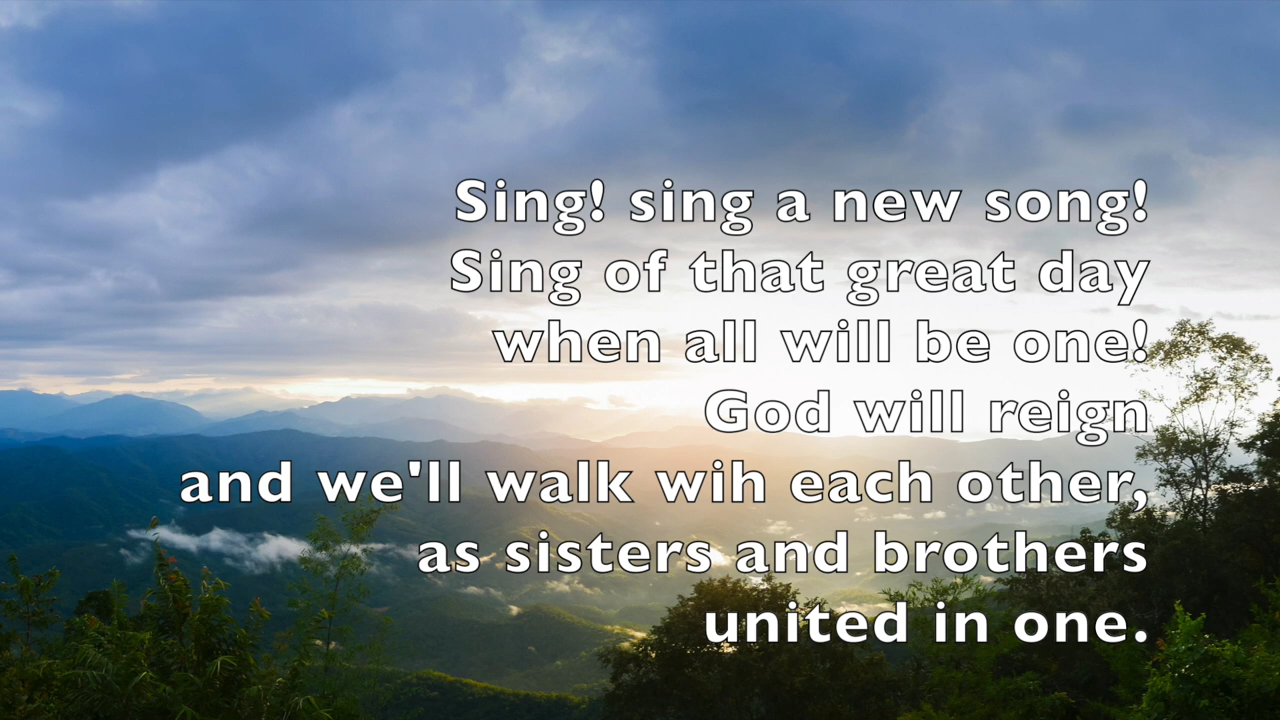 Sing! sing a new song!
Sing of that great day
when all will be one!
God will reign
and we'll walk wih each other,
as sisters and brothers
united in one.